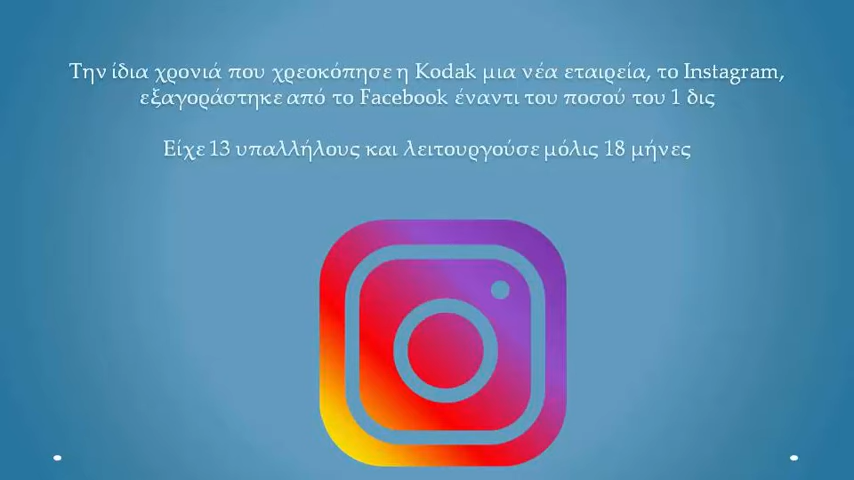 Την ίδια χρονιά που χρεοκόπησε η Kodak μια νέα εταιρεία, το Instagram,
εξαγοράστηκε από το Facebook έναντι του ποσού του 1 δις
Είχε 13 υπαλλήλους και λειτουργούσε μόλις 18 μήνες